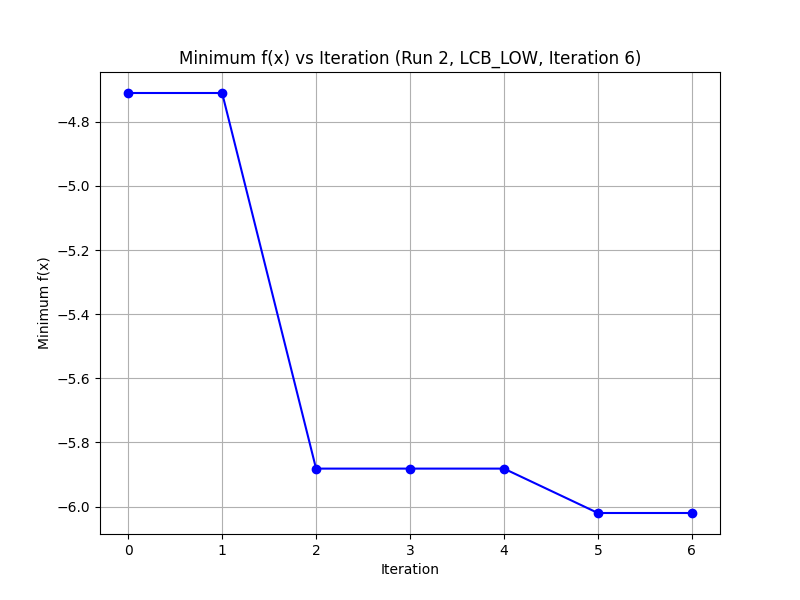 Minimum f(x) vs Iteration (Run 2, LCB_LOW, Iteration 6)
Minimum f(x)
−4.8
−5.0
−5.2
−5.4
−5.6
−5.8
−6.0
0 1 2 3 4 5 6
Iteration